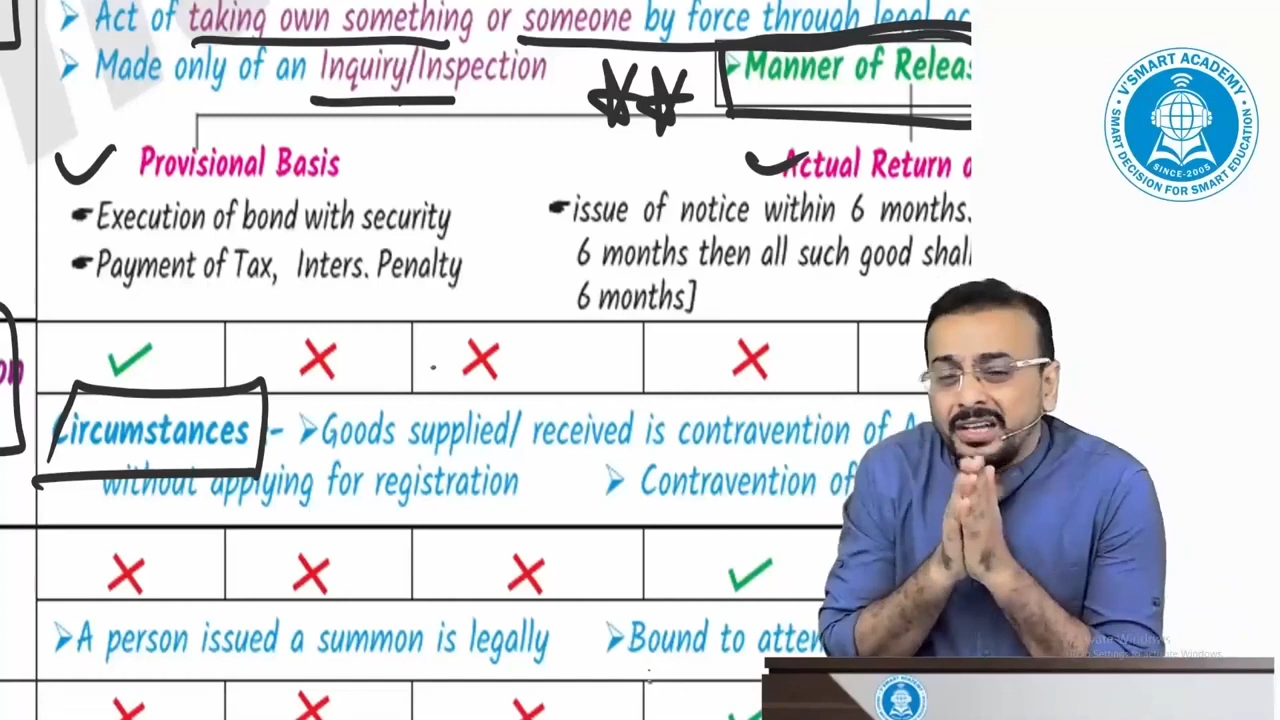 Act of taking own something or someone by force through legal
Made only of an Inquiry/Inspection
Manner of
Provisional Basis
Actual Return
Execution of bond with security
Payment of Tax, Inters. Penalty
issue of notice within 6 months.
6 months then all such good
6 months]
Circumstances - Goods supplied/ received is contravention of
without applying for registration
Contravention of
A person issued a summon is legally
Bound to
V'SMART ACADEMY
SINCE-2005
SMART DECISION FOR SMART EDUCATION